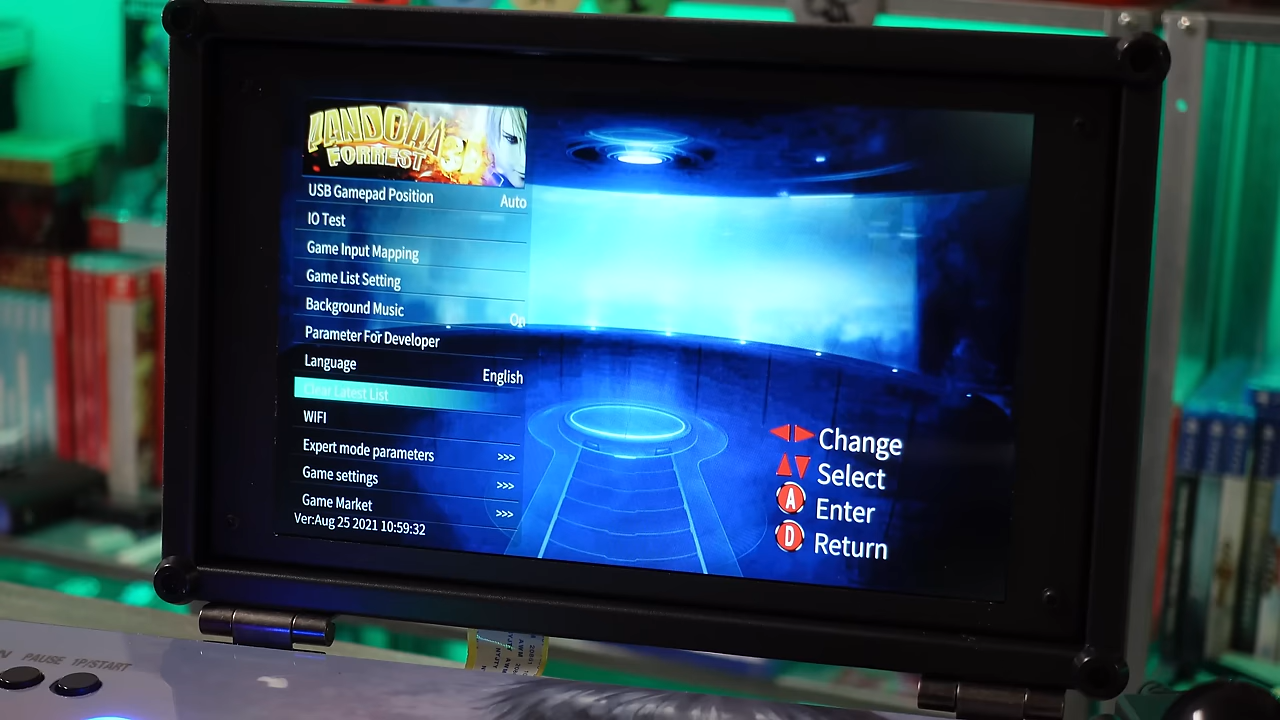 PANDORA
FORREST 3D
USB Gamepad Position Auto
IO Test
Game Input Mapping
Game List Setting
Background Music On
Parameter For Developer
Language English
Clear Latest List
WIFI
Expert mode parameters >>>
Game settings >>>
Game Market >>>
Ver:Aug 25 2021 10:59:32
Change
Select
A Enter
D Return
PAUSE 1P/START